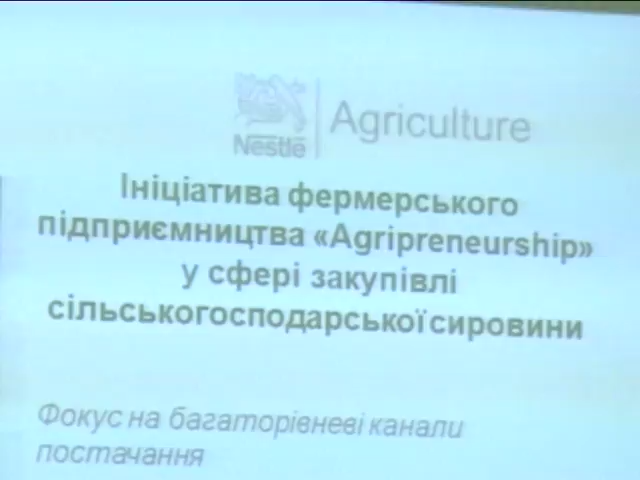 Nestlé
Agriculture
Ініціатива фермерського
підприємництва «Agripreneurship»
у сфері закупівлі
сільськогосподарської сировини
Фокус на багаторівневі канали
постачання